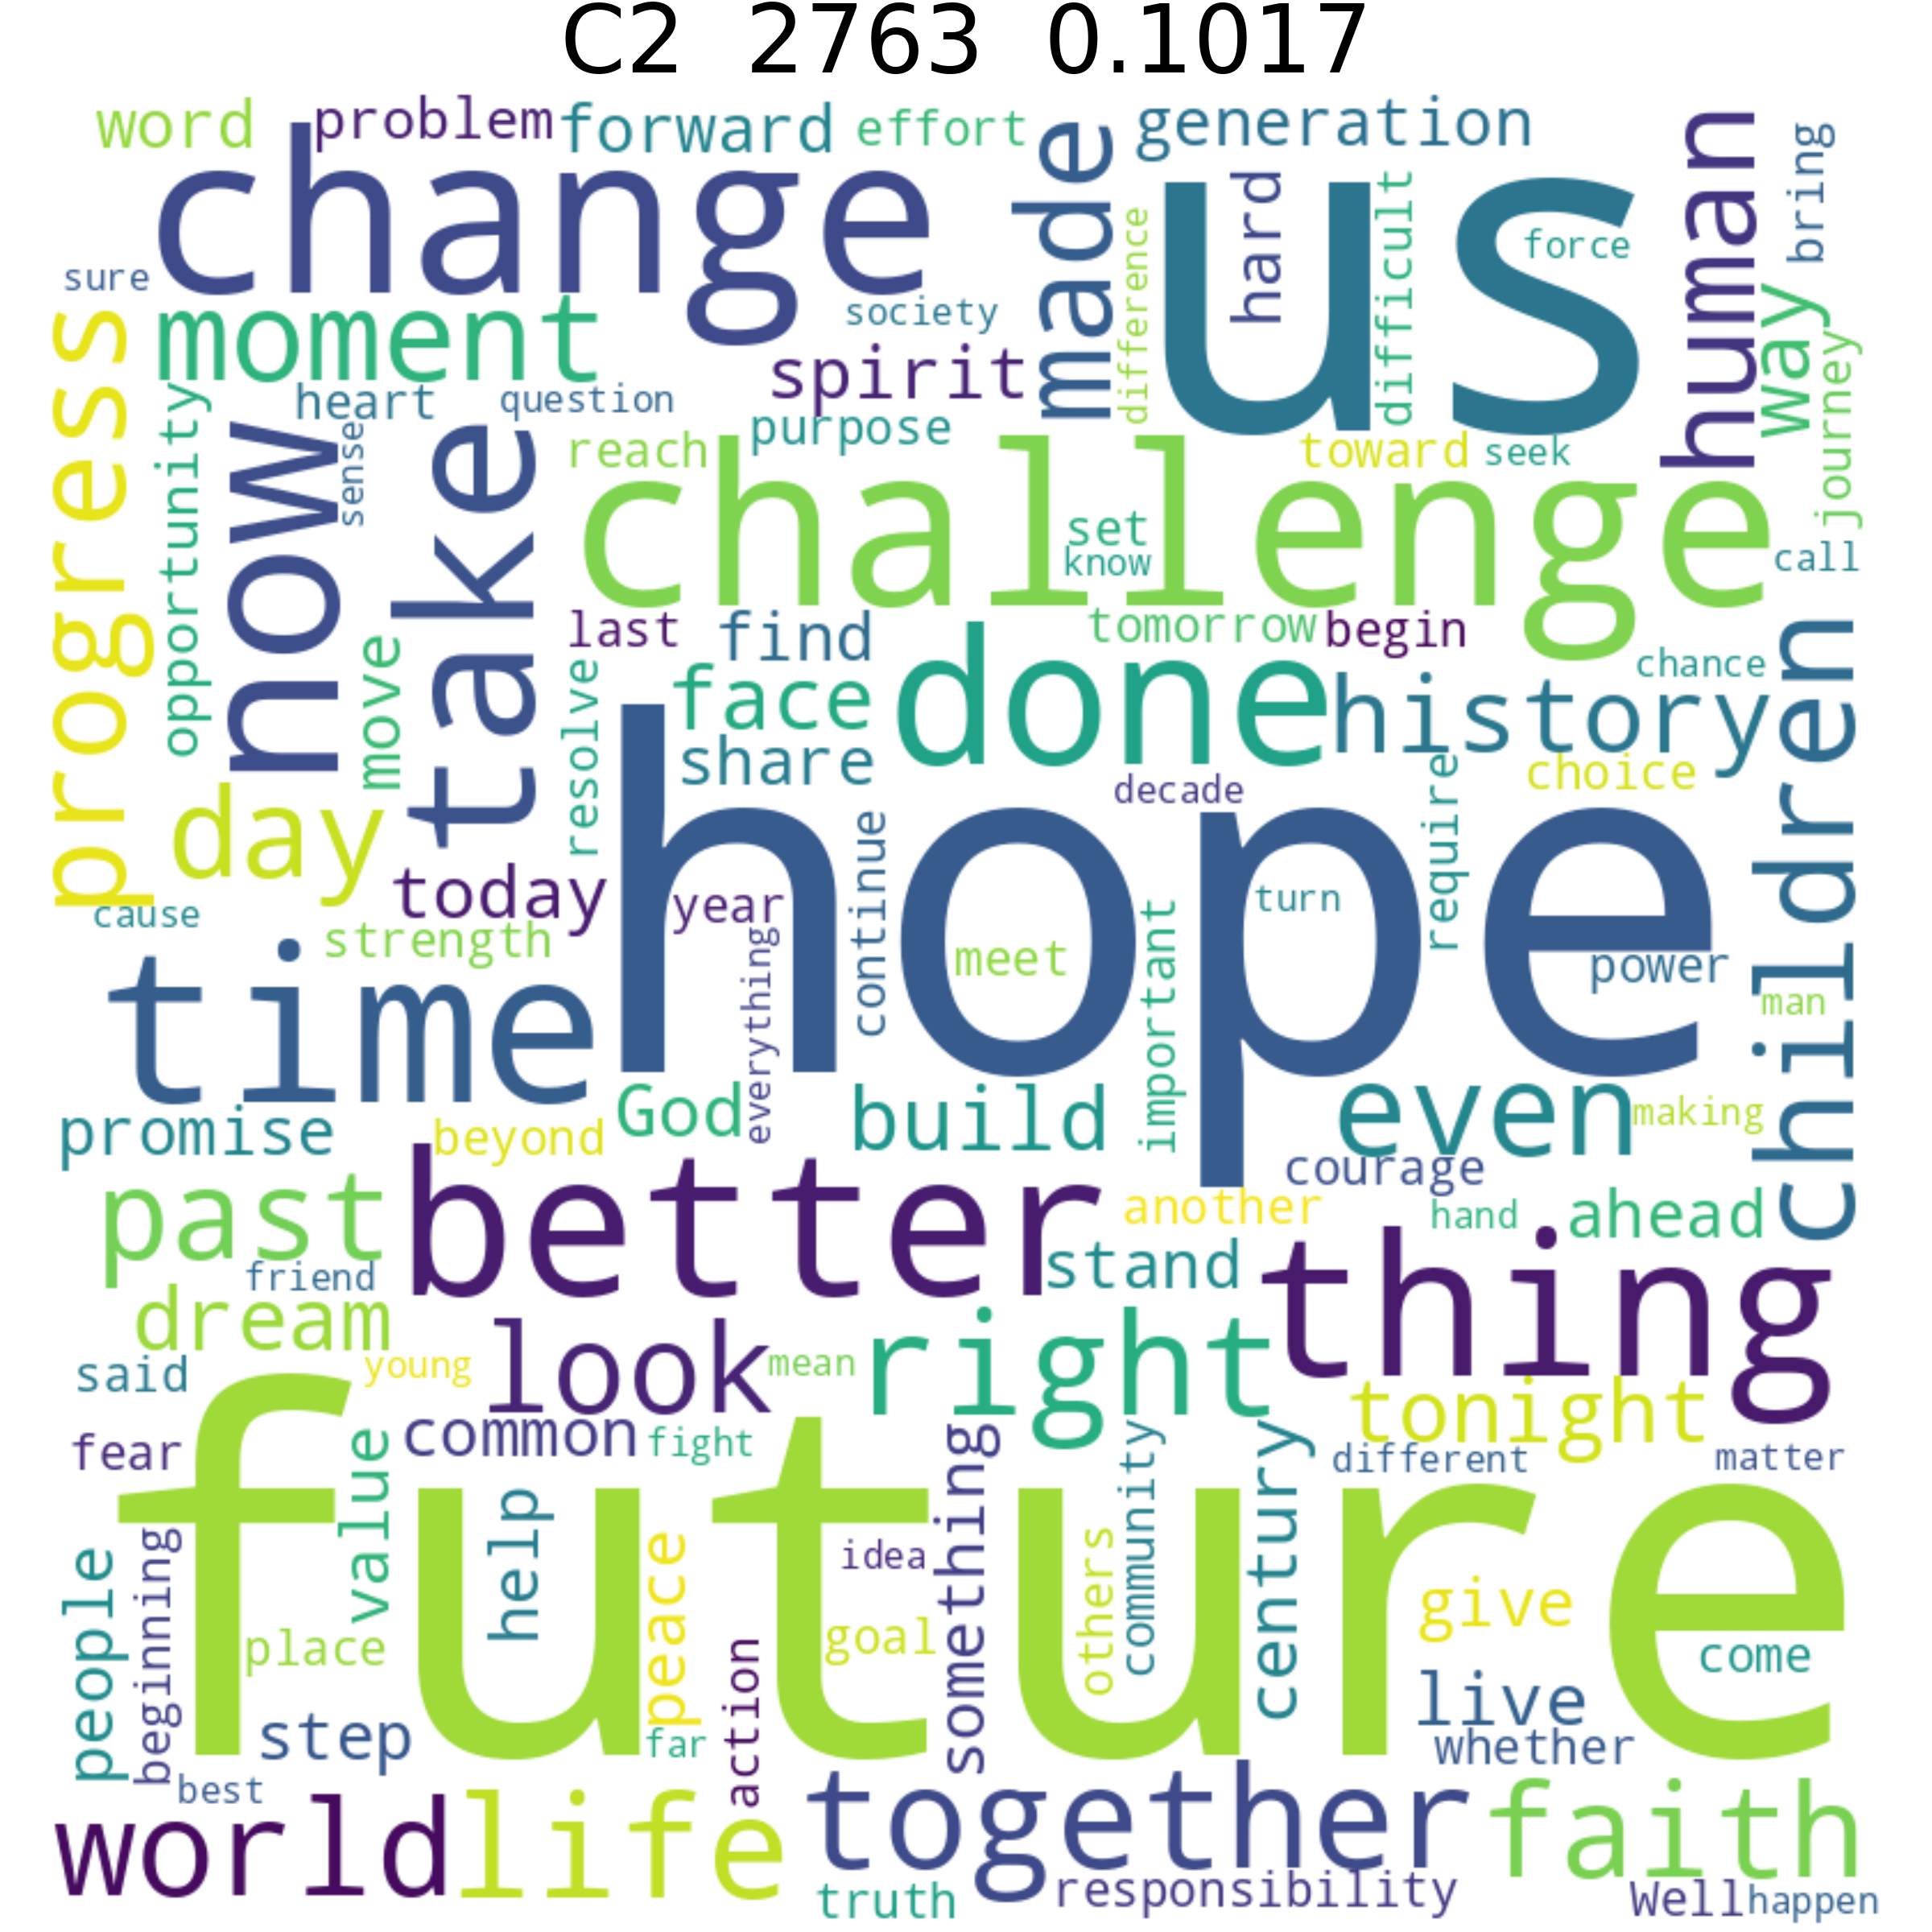 C2 2763 0.1017
word
problem
forward
effort
generation
made
human
bring
change
us
hard
difficult
difference
force
sure
society
moment
spirit
way
journey
progress
opportunity
heart
question
purpose
now
sense
take
reach
toward
seek
challenge
set
know
call
last
find
tomorrow
begin
move
resolve
face
done
history
chance
children
share
decade
require
choice
day
today
hope
year
continue
turn
cause
strength
meet
important
power
time
everything
man
promise
beyond
God
build
even
making
courage
past
better
another
hand
ahead
friend
stand
thing
dream
said
young
look
mean
right
tonight
fear
value
common
fight
something
community
century
different
matter
future
people
beginning
help
peace
idea
others
give
place
goal
come
step
far
action
live
whether
best
world
life
together
faith
truth
responsibility
Well
happen